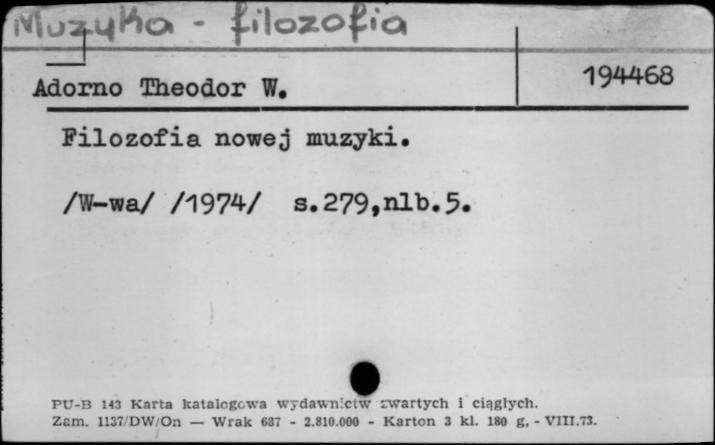 Muzyka - filozofia
194468
Adorno Theodor W.
Filozofia nowej muzyki.
/W-wa/ /1974/ s.279,nlb.5.
PU-B 143 Karta katalogowa wydawnictw zwartych i ciągłych.
Zam. 1137/DW/On — Wrak 687 - 2.810.000 - Karton 3 kl. 180 g, - VIII.73.